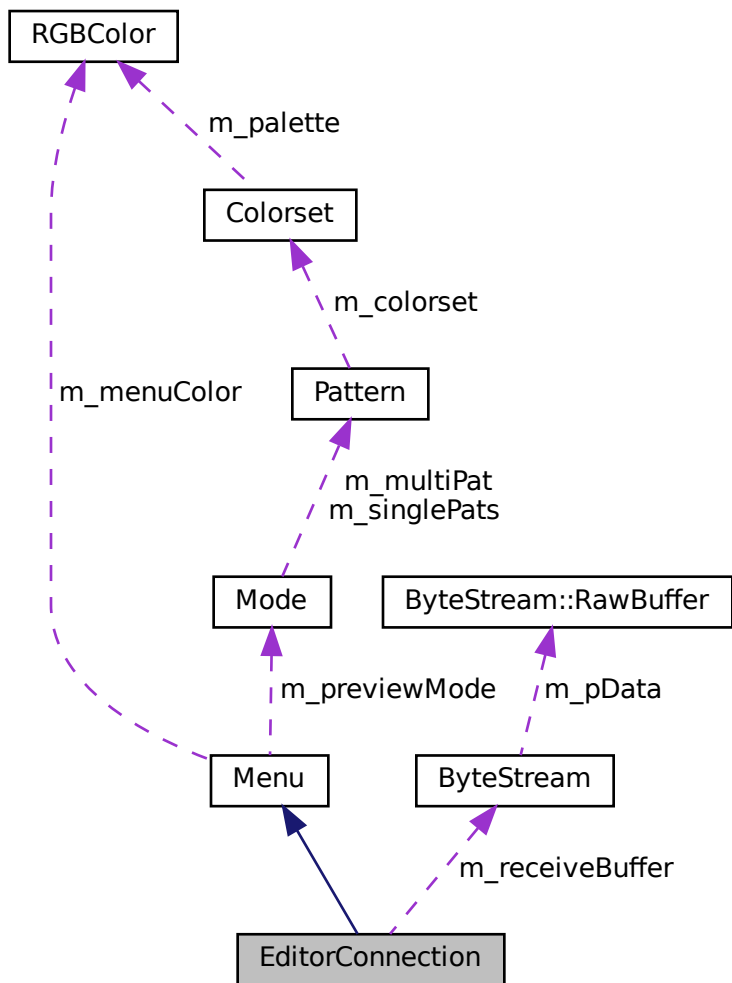 RGBColor
m_palette
Colorset
m_colorset
m_menuColor
Pattern
m_multiPat
m_singlePats
Mode
ByteStream::RawBuffer
m_previewMode
m_pData
Menu
ByteStream
m_receiveBuffer
EditorConnection